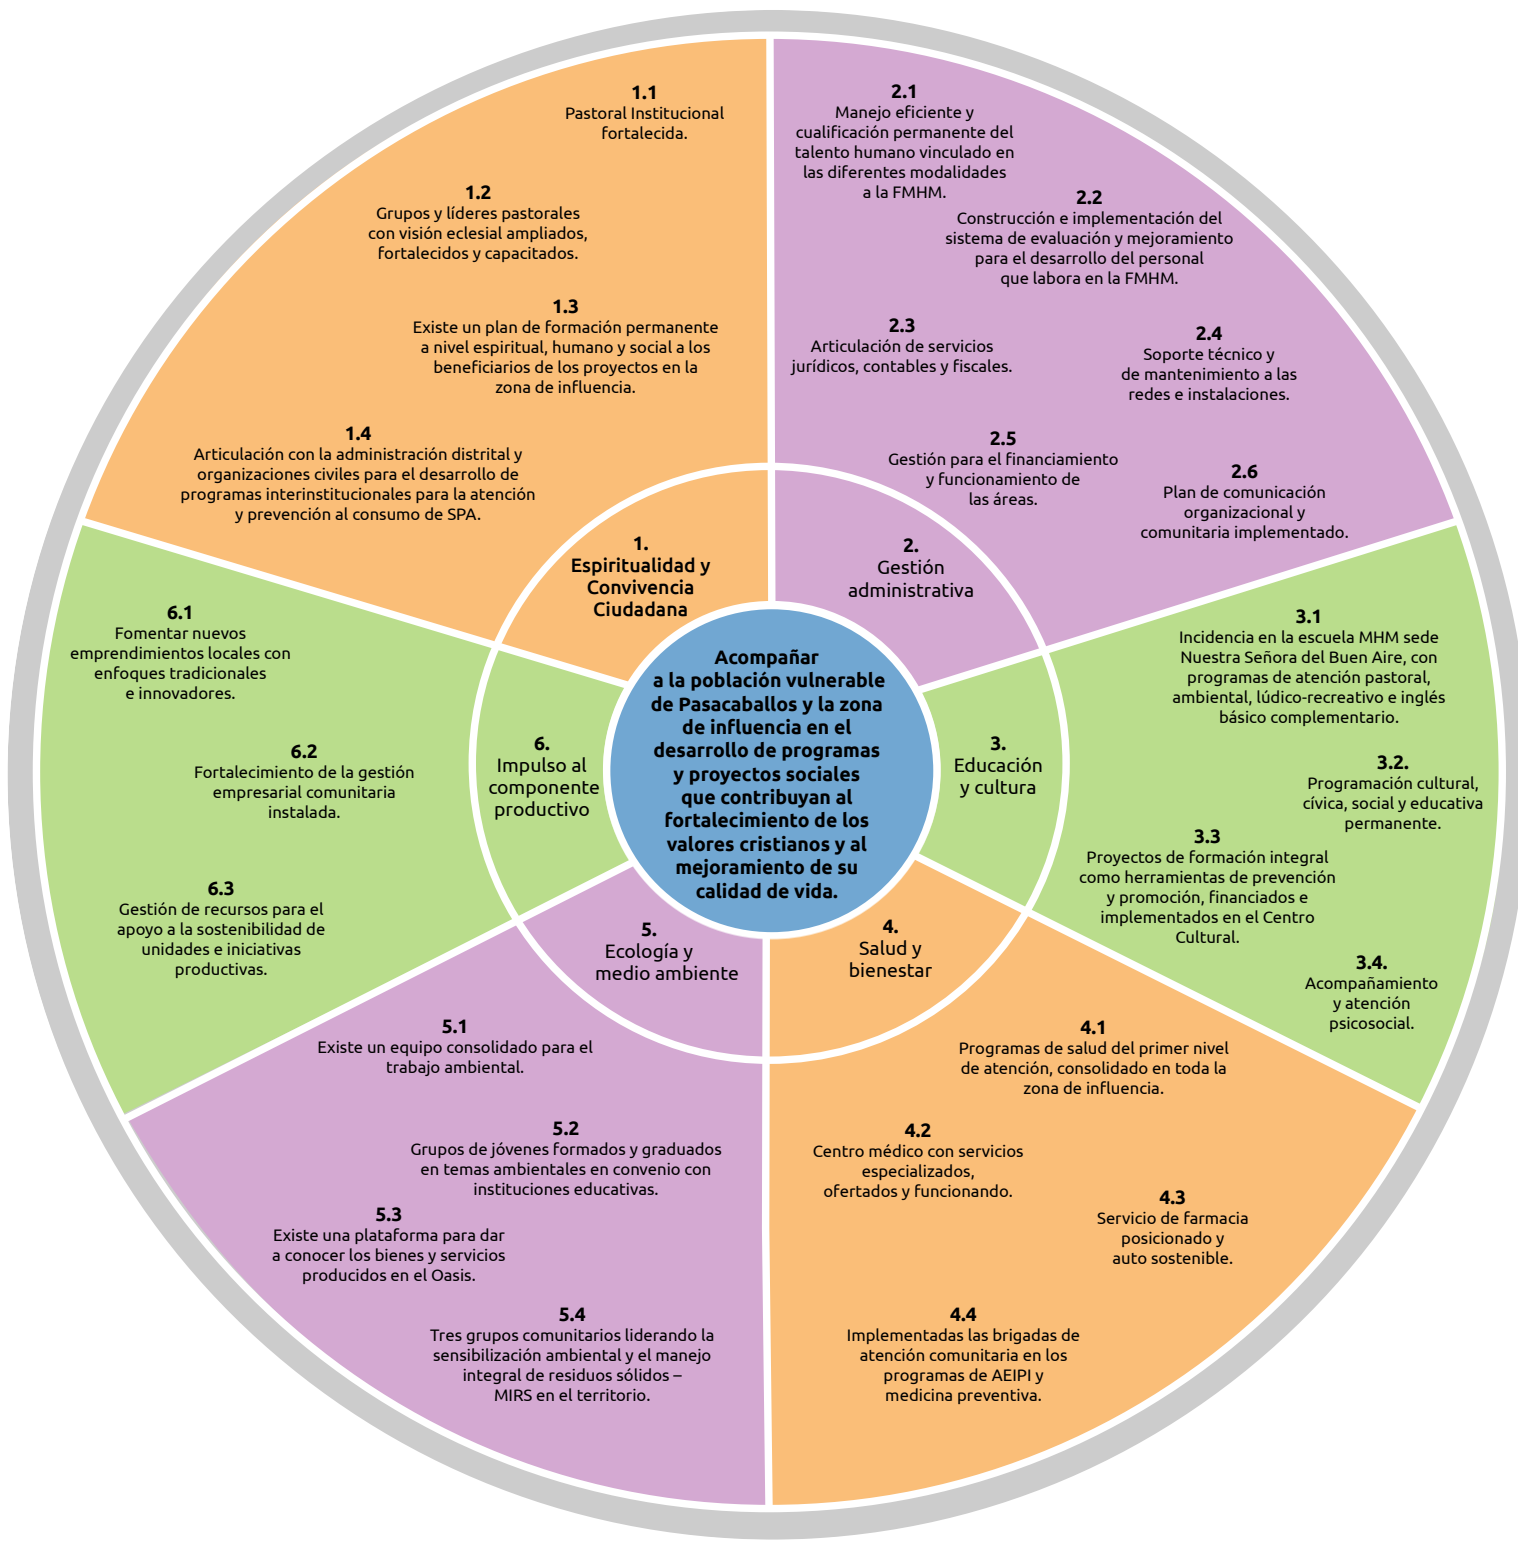 1.1
Pastoral Institucional
fortalecida.
1.2
Grupos y líderes pastorales
con visión eclesial ampliados,
fortalecidos y capacitados.
1.3
Existe un plan de formación permanente
a nivel espiritual, humano y social a los
beneficiarios de los proyectos en la
zona de influencia.
1.4
Articulación con la administración distrital y
organizaciones civiles para el desarrollo de
programas interinstitucionales para la atención
y prevención al consumo de SPA.
1.
Espiritualidad y
Convivencia
Ciudadana
2.1
Manejo eficiente y
cualificación permanente del
talento humano vinculado en
las diferentes modalidades
a la FMHM.
2.2
Construcción e implementación del
sistema de evaluación y mejoramiento
para el desarrollo del personal
que labora en la FMHM.
2.3
Articulación de servicios
jurídicos, contables y fiscales.
2.4
Soporte técnico y
de mantenimiento a las
redes e instalaciones.
2.5
Gestión para el financiamiento
y funcionamiento de
las áreas.
2.6
Plan de comunicación
organizacional y
comunitaria implementado.
2.
Gestión
administrativa
3.1
Incidencia en la escuela MHM sede
Nuestra Señora del Buen Aire, con
programas de atención pastoral,
ambiental, lúdico-recreativo e inglés
básico complementario.
3.2.
Programación cultural,
cívica, social y educativa
permanente.
3.3
Proyectos de formación integral
como herramientas de prevención
y promoción, financiados e
implementados en el Centro
Cultural.
3.4.
Acompañamiento
y atención
psicosocial.
3.
Educación
y cultura
Acompañar
a la población vulnerable
de Pasacaballos y la zona
de influencia en el
desarrollo de programas
y proyectos sociales
que contribuyan al
fortalecimiento de los
valores cristianos y al
mejoramiento de su
calidad de vida.
6.1
Fomentar nuevos
emprendimientos locales con
enfoques tradicionales
e innovadores.
6.2
Fortalecimiento de la gestión
empresarial comunitaria
instalada.
6.3
Gestión de recursos para el
apoyo a la sostenibilidad de
unidades e iniciativas
productivas.
6.
Impulso al
componente
productivo
5.
Ecología y
medio ambiente
5.1
Existe un equipo consolidado para el
trabajo ambiental.
5.2
Grupos de jóvenes formados y graduados
en temas ambientales en convenio con
instituciones educativas.
5.3
Existe una plataforma para dar
a conocer los bienes y servicios
producidos en el Oasis.
5.4
Tres grupos comunitarios liderando la
sensibilización ambiental y el manejo
integral de residuos sólidos –
MIRS en el territorio.
4.
Salud y
bienestar
4.1
Programas de salud del primer nivel
de atención, consolidado en toda la
zona de influencia.
4.2
Centro médico con servicios
especializados,
ofertados y funcionando.
4.3
Servicio de farmacia
posicionado y
auto sostenible.
4.4
Implementadas las brigadas de
atención comunitaria en los
programas de AEIPI y
medicina preventiva.